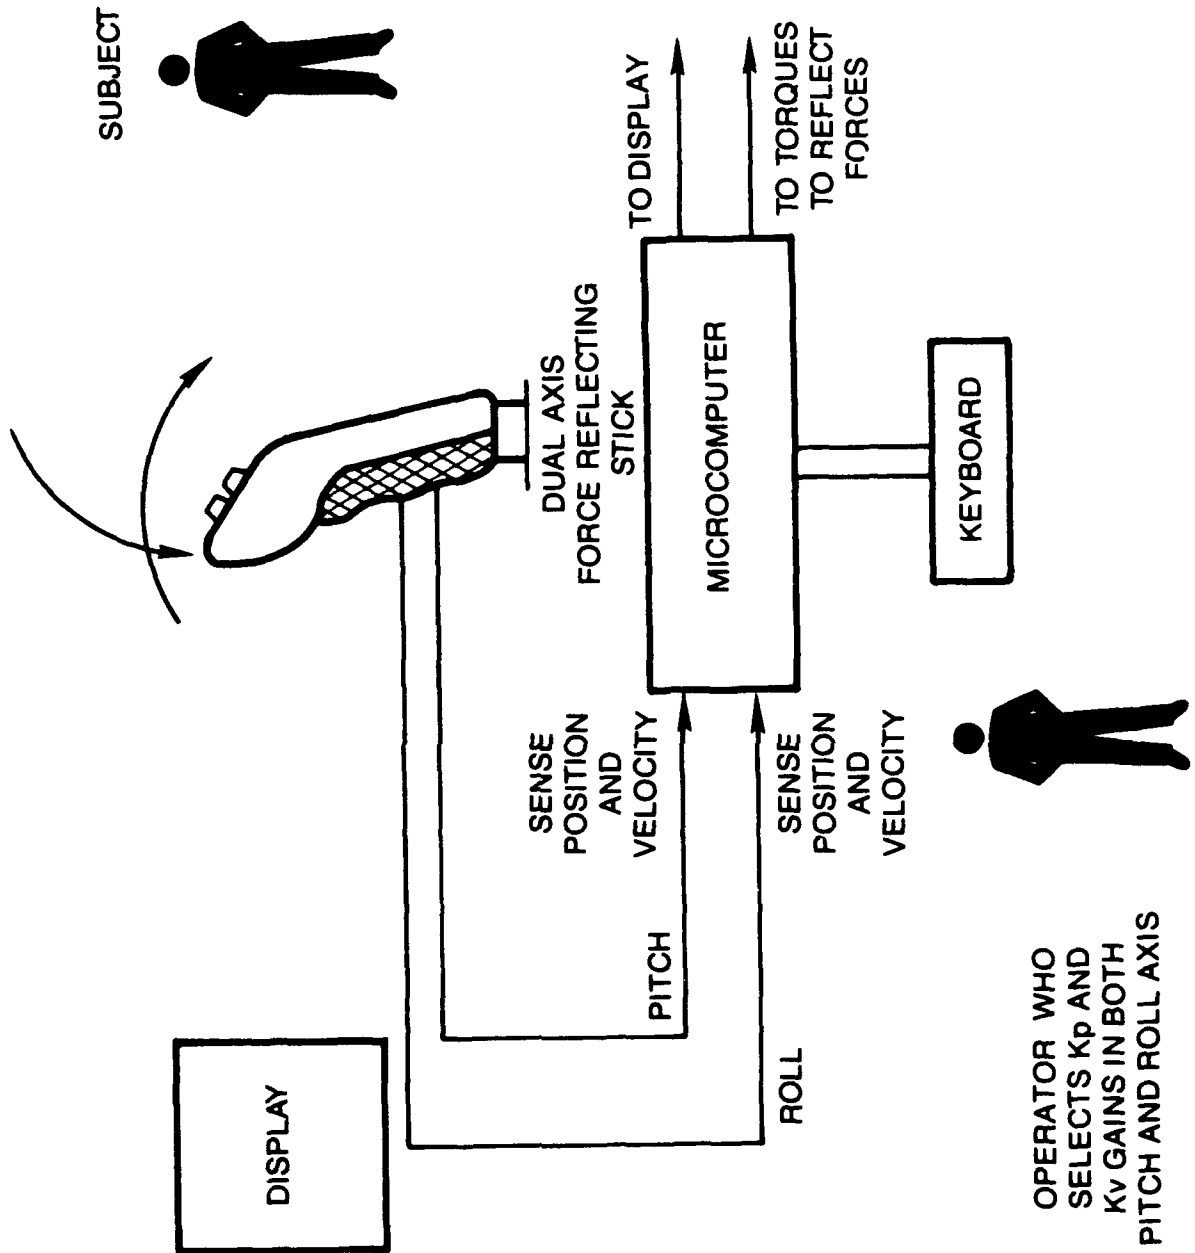 SUBJECT
DISPLAY
DUAL AXIS
FORCE REFLECTING
STICK
PITCH
ROLL
SENSE
POSITION
AND
VELOCITY
SENSE
POSITION
AND
VELOCITY
MICROCOMPUTER
TO DISPLAY
TO TORQUES
TO REFLECT
FORCES
KEYBOARD
OPERATOR WHO
SELECTS Kp AND
Kv GAINS IN BOTH
PITCH AND ROLL AXIS